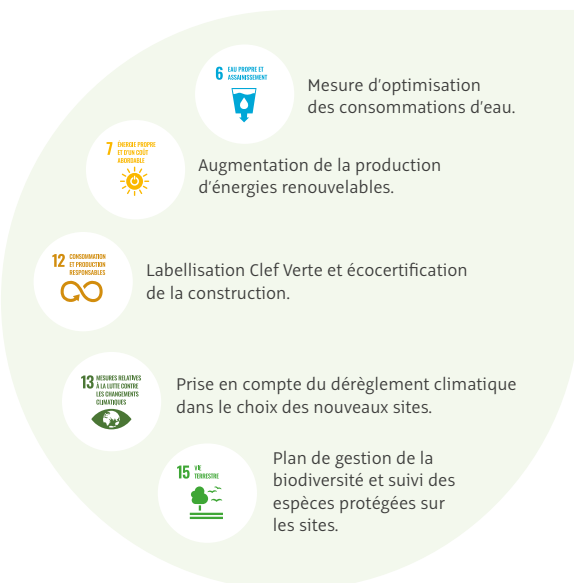 6 EAU PROPRE ET
ASSAINISSEMENT
Mesure d'optimisation
des consommations d'eau.
7 ÉNERGIE PROPRE
ET D'UN COÛT
ABORDABLE
Augmentation de la production
d'énergies renouvelables.
12 CONSOMMATION
ET PRODUCTION
RESPONSABLES
Labellisation Clef Verte et écocertification
de la construction.
13 MESURES RELATIVES
À LA LUTTE CONTRE
LES CHANGEMENTS
CLIMATIQUES
Prise en compte du dérèglement climatique
dans le choix des nouveaux sites.
15 VIE
TERRESTRE
Plan de gestion de la
biodiversité et suivi des
espèces protégées sur
les sites.